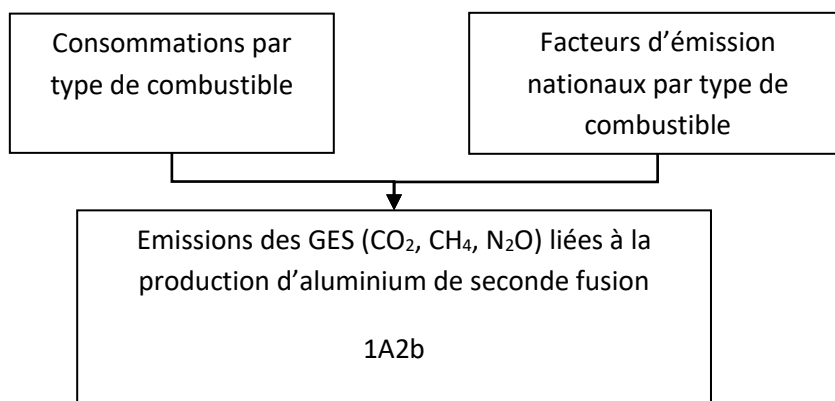 Consommations par
type de combustible
Facteurs d’émission
nationaux par type de
combustible
Emissions des GES (CO₂, CH₄, N₂O) liées à la
production d’aluminium de seconde fusion
1A2b